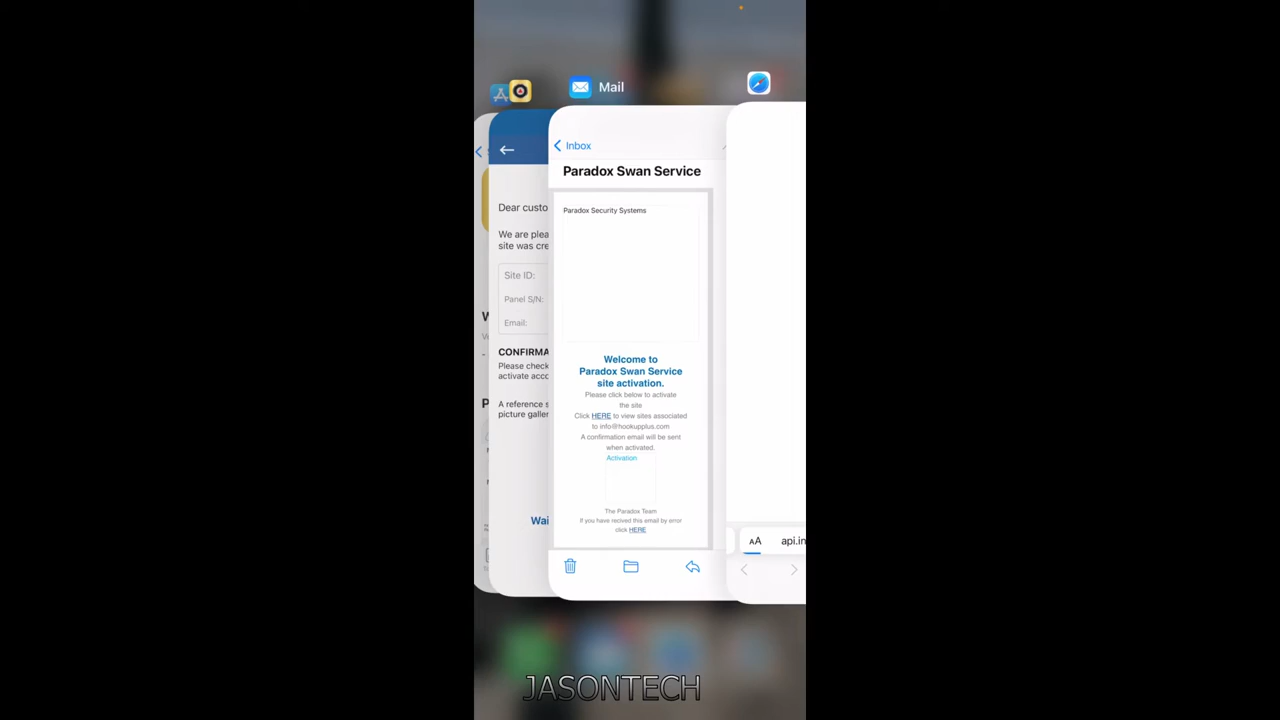 Mail
Inbox
Paradox Swan Service
Paradox Security Systems
Dear custo
We are plea
site was cre
Site ID:
Panel S/N:
Email:
CONFIRMA
Please check
activate acco
A reference s
picture galler
Wai
Welcome to
Paradox Swan Service
site activation.
Please click below to activate
the site
Click HERE to view sites associated
to info@hookupplus.com
A confirmation email will be sent
when activated.
Activation
The Paradox Team
If you have recived this email by error
click HERE
AA
api.in
JASONTECH